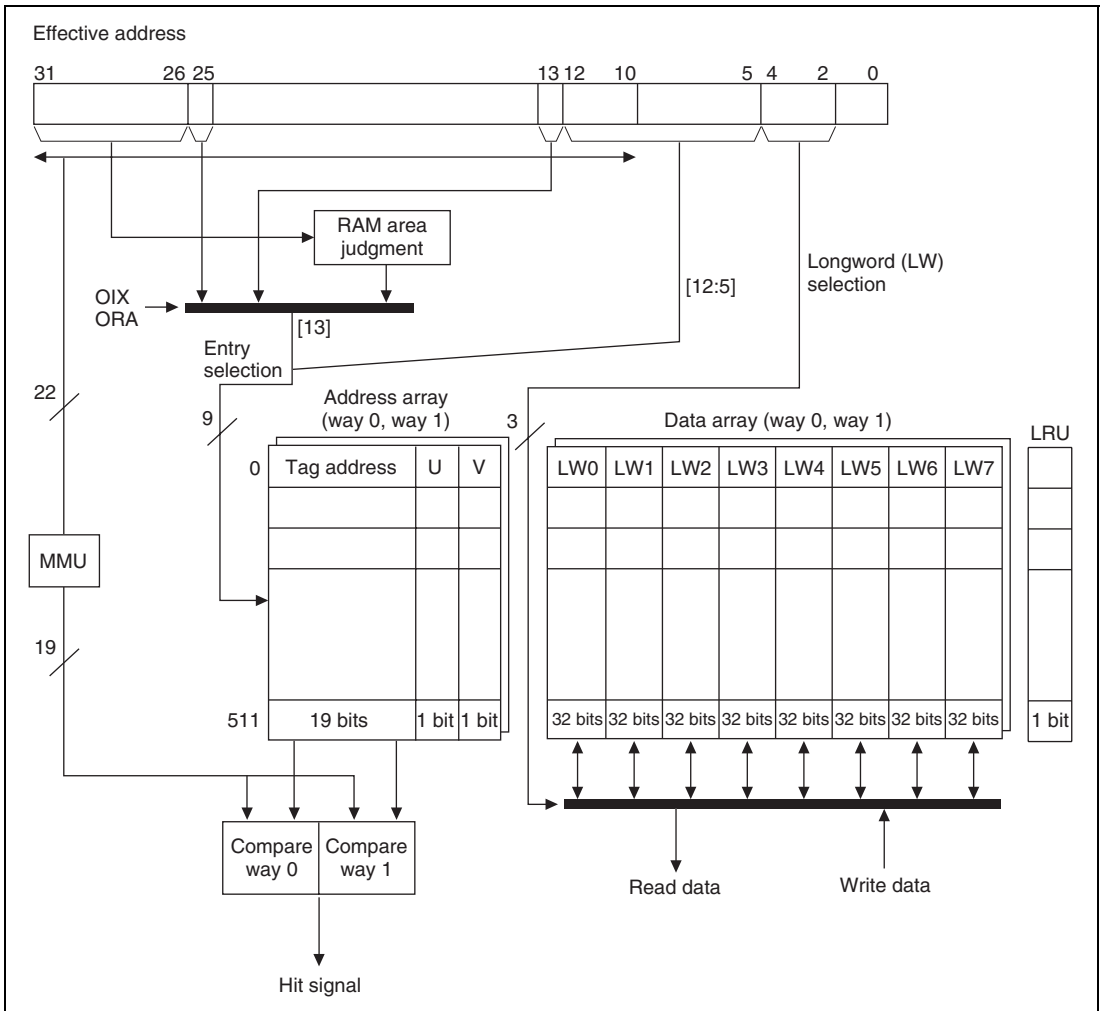 Effective address
31 26 25 13 12 10 5 4 2 0
RAM area
judgment
Longword (LW)
selection
OIX
ORA
[12:5]
[13]
Entry
selection
22
9
Address array
(way 0, way 1)
3
Data array (way 0, way 1)
LRU
0 Tag address U V
LW0 LW1 LW2 LW3 LW4 LW5 LW6 LW7
MMU
19
511 19 bits 1 bit 1 bit
32 bits 32 bits 32 bits 32 bits 32 bits 32 bits 32 bits 32 bits
1 bit
Compare
way 0
Compare
way 1
Read data
Write data
Hit signal